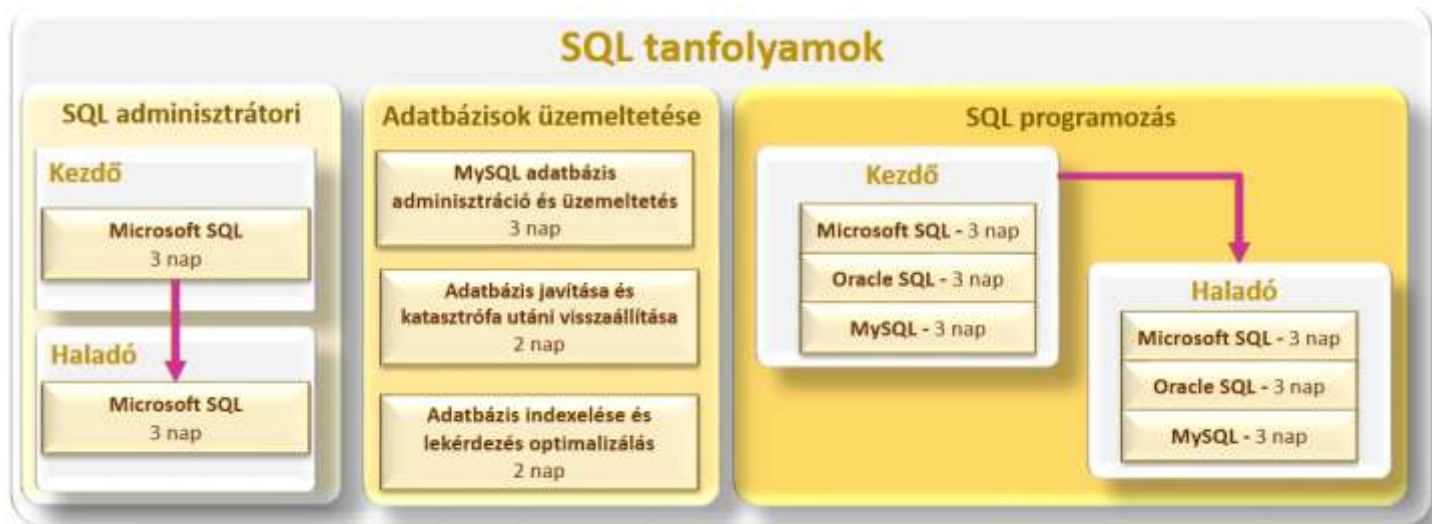 SQL tanfolyamok
SQL adminisztrátori
Kezdő
Microsoft SQL
3 nap
Haladó
Microsoft SQL
3 nap
Adatbázisok üzemeltetése
MySQL adatbázis
adminisztráció és üzemeltetés
3 nap
Adatbázis javítása és
katasztrófa utáni visszaállítása
2 nap
Adatbázis indexelése és
lekérdezés optimalizálás
2 nap
SQL programozás
Kezdő
Microsoft SQL - 3 nap
Oracle SQL - 3 nap
MySQL - 3 nap
Haladó
Microsoft SQL - 3 nap
Oracle SQL - 3 nap
MySQL - 3 nap